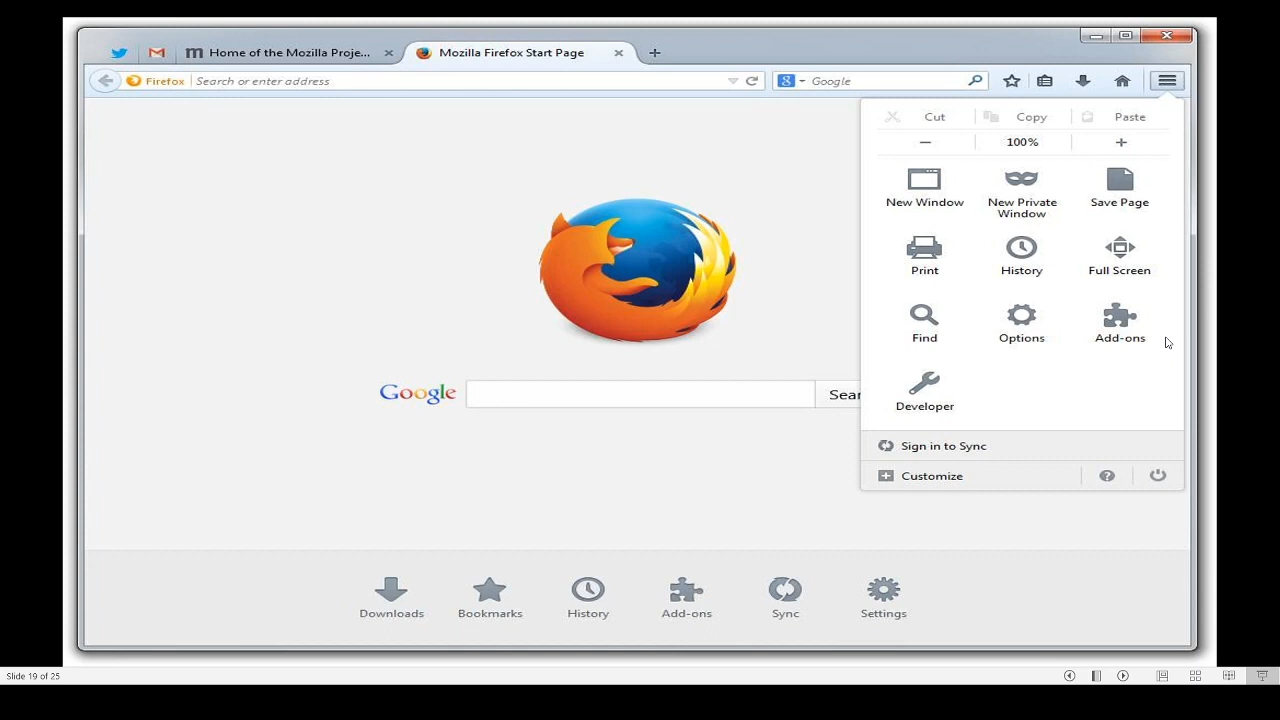 Home of the Mozilla Proje...
Mozilla Firefox Start Page
Firefox
Search or enter address
8
Google
Cut
Copy
Paste
100%
New Window
New Private
Window
Save Page
Print
History
Full Screen
Find
Options
Add-ons
Google
Sear
Developer
Sign in to Sync
Customize
Downloads
Bookmarks
History
Add-ons
Sync
Settings
Slide 19 of 25